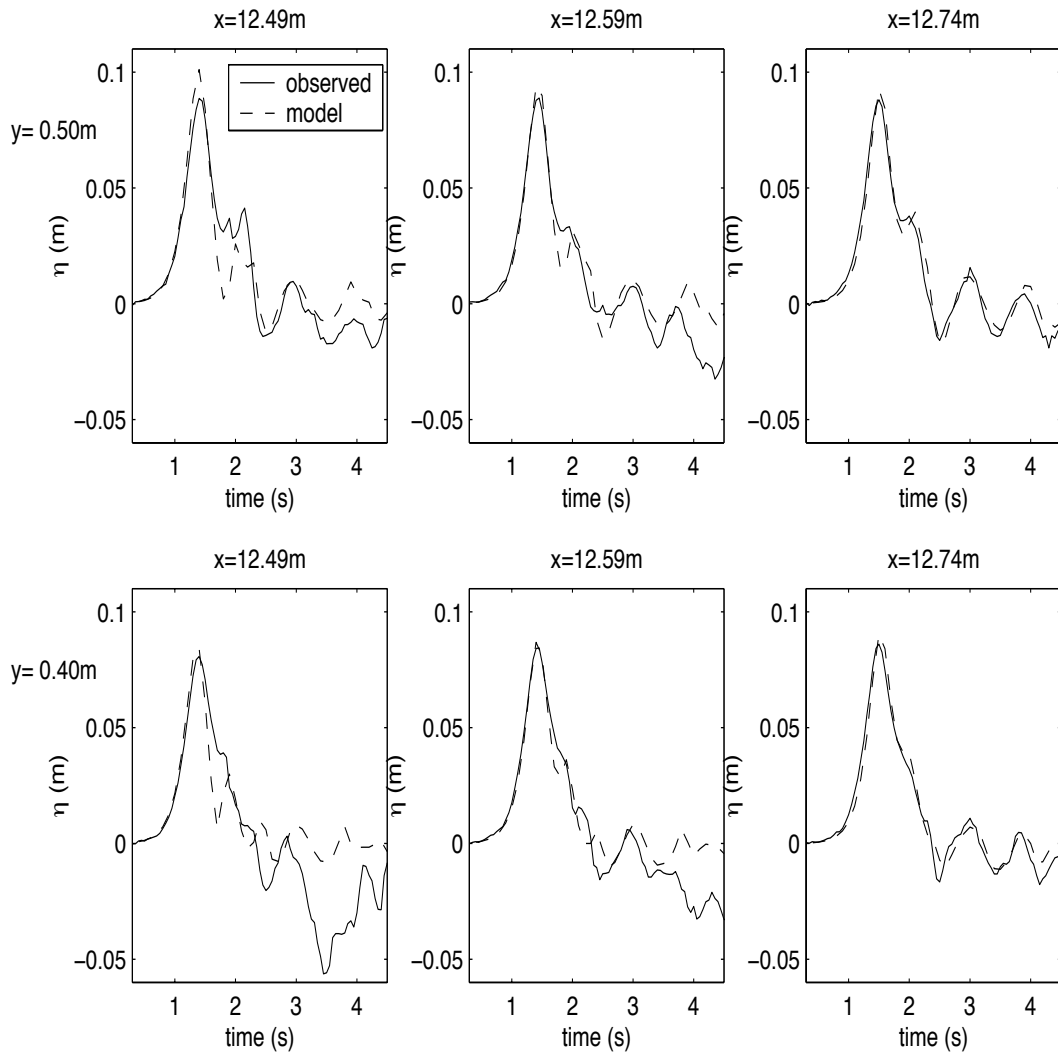 x=12.49m
x=12.59m
x=12.74m
y= 0.50m
observed
model
0.1
0.05
0
−0.05
η (m)
1 2 3 4
time (s)
0.1
0.05
0
−0.05
η (m)
1 2 3 4
time (s)
0.1
0.05
0
−0.05
η (m)
1 2 3 4
time (s)
x=12.49m
x=12.59m
x=12.74m
y= 0.40m
0.1
0.05
0
−0.05
η (m)
1 2 3 4
time (s)
0.1
0.05
0
−0.05
η (m)
1 2 3 4
time (s)
0.1
0.05
0
−0.05
η (m)
1 2 3 4
time (s)